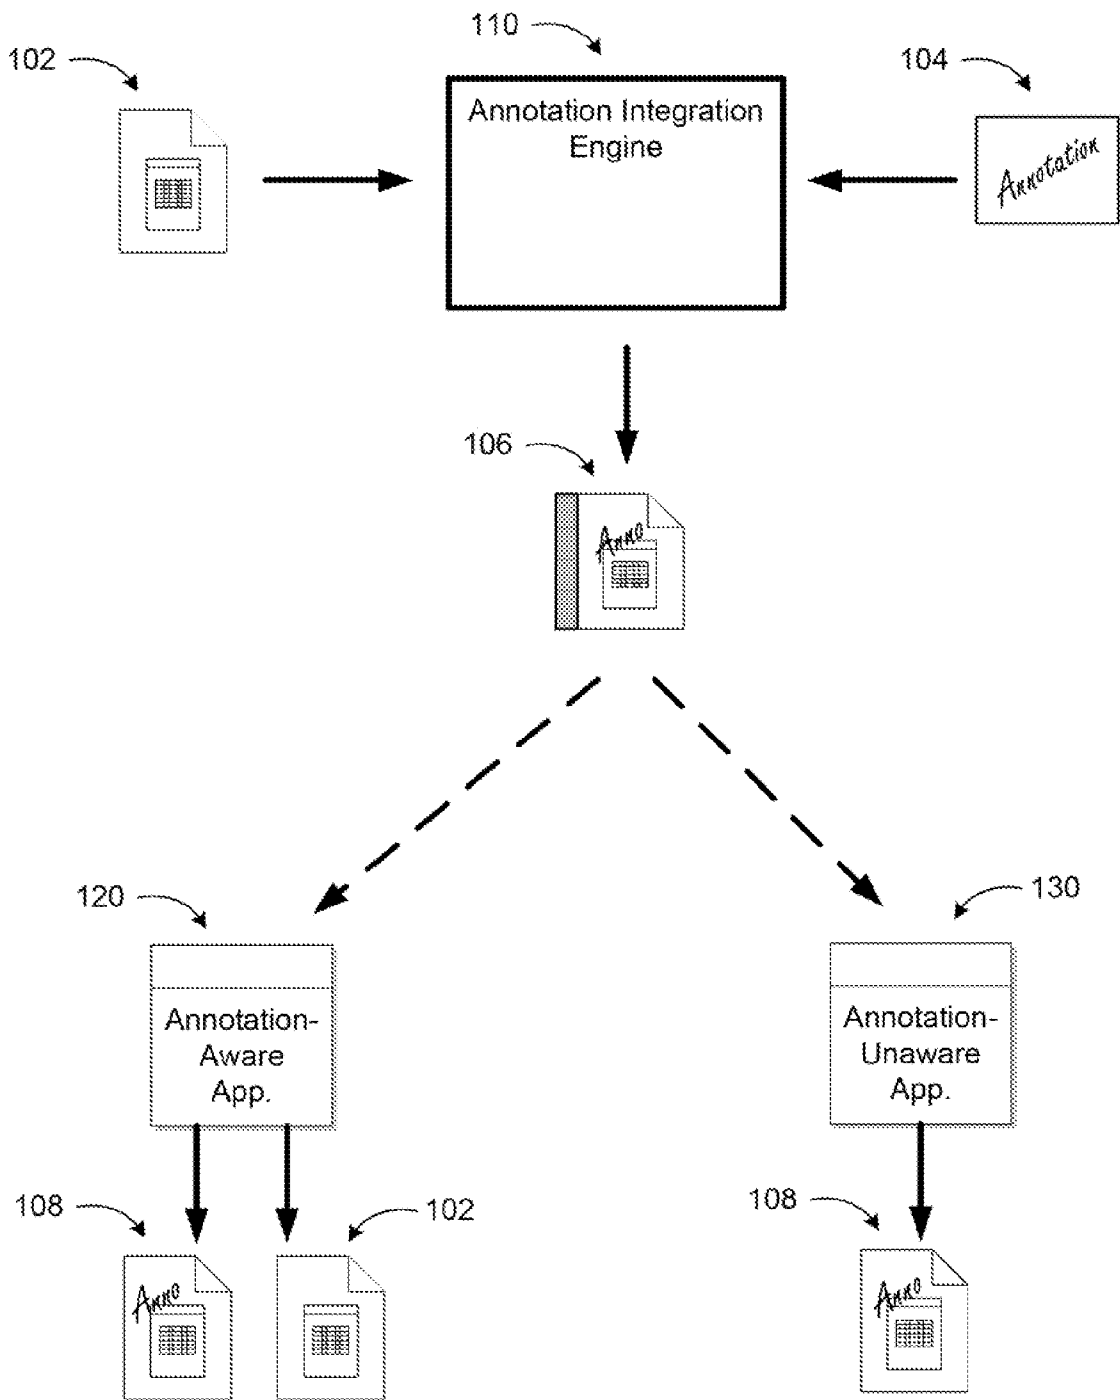 110
102
104
Annotation Integration
Engine
Annotation
106
Anno
120
130
Annotation-
Aware
App.
Annotation-
Unaware
App.
108
102
108
Anno
Anno